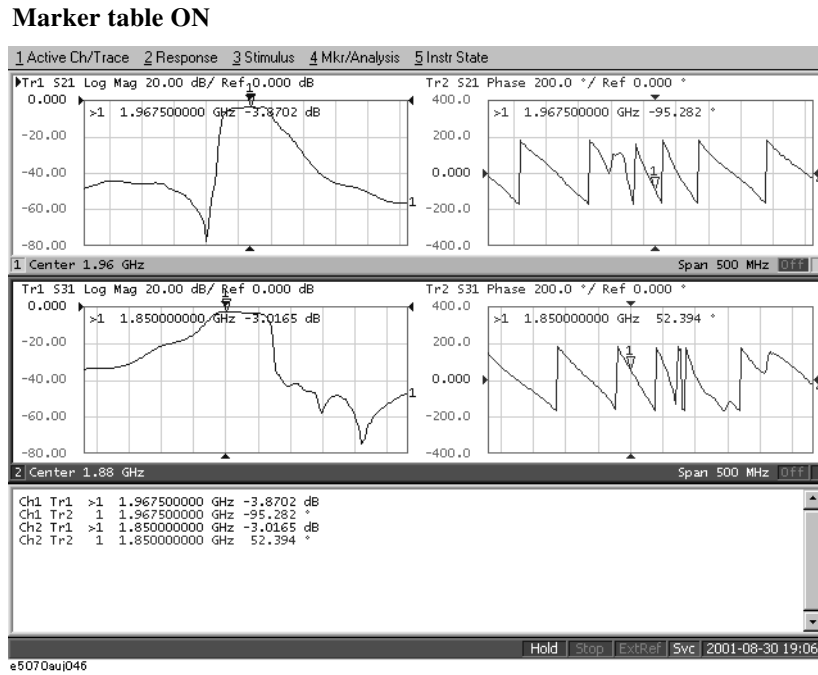 Marker table ON
1 Active Ch/Trace 2 Response 3 Stimulus 4 Mkr/Analysis 5 Instr State
Tr1 S21 Log Mag 20.00 dB/ Ref 0.000 dB
1
0.000
>1 1.967500000 GHz -3.8702 dB
-20.00
-40.00
-60.00
-80.00
1
Tr2 S21 Phase 200.0 °/ Ref 0.000 °
400.0
>1 1.967500000 GHz -95.282 °
200.0
0.000
1
-200.0
-400.0
1 Center 1.96 GHz Span 500 MHz Off
Tr1 S31 Log Mag 20.00 dB/ Ref 0.000 dB
1
0.000
>1 1.850000000 GHz -3.0165 dB
-20.00
-40.00
-60.00
-80.00
1
Tr2 S31 Phase 200.0 °/ Ref 0.000 °
400.0
>1 1.850000000 GHz 52.394 °
200.0
1
0.000
-200.0
-400.0
2 Center 1.88 GHz Span 500 MHz Off
Ch1 Tr1 >1 1.967500000 GHz -3.8702 dB
Ch1 Tr2 1 1.967500000 GHz -95.282 °
Ch2 Tr1 >1 1.850000000 GHz -3.0165 dB
Ch2 Tr2 1 1.850000000 GHz 52.394 °
Hold Stop ExtRef Svc 2001-08-30 19:06
e5070auj046